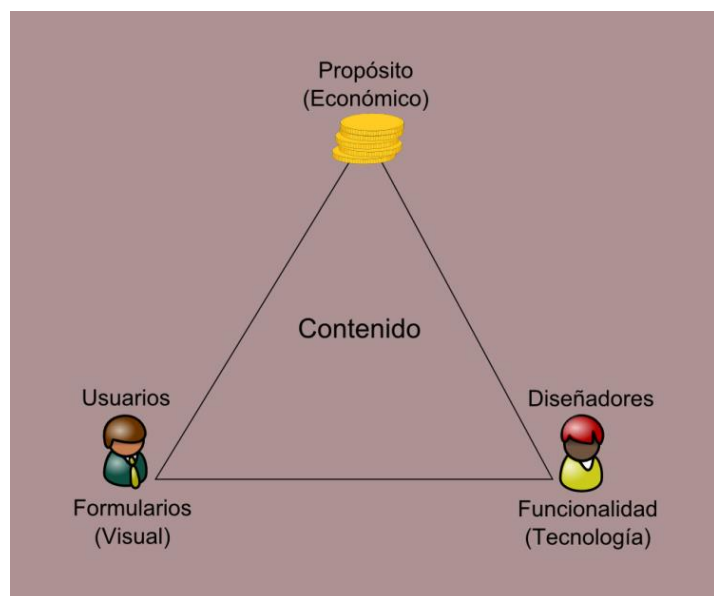 Propósito
(Económico)
Contenido
Usuarios
Diseñadores
Formularios
(Visual)
Funcionalidad
(Tecnología)